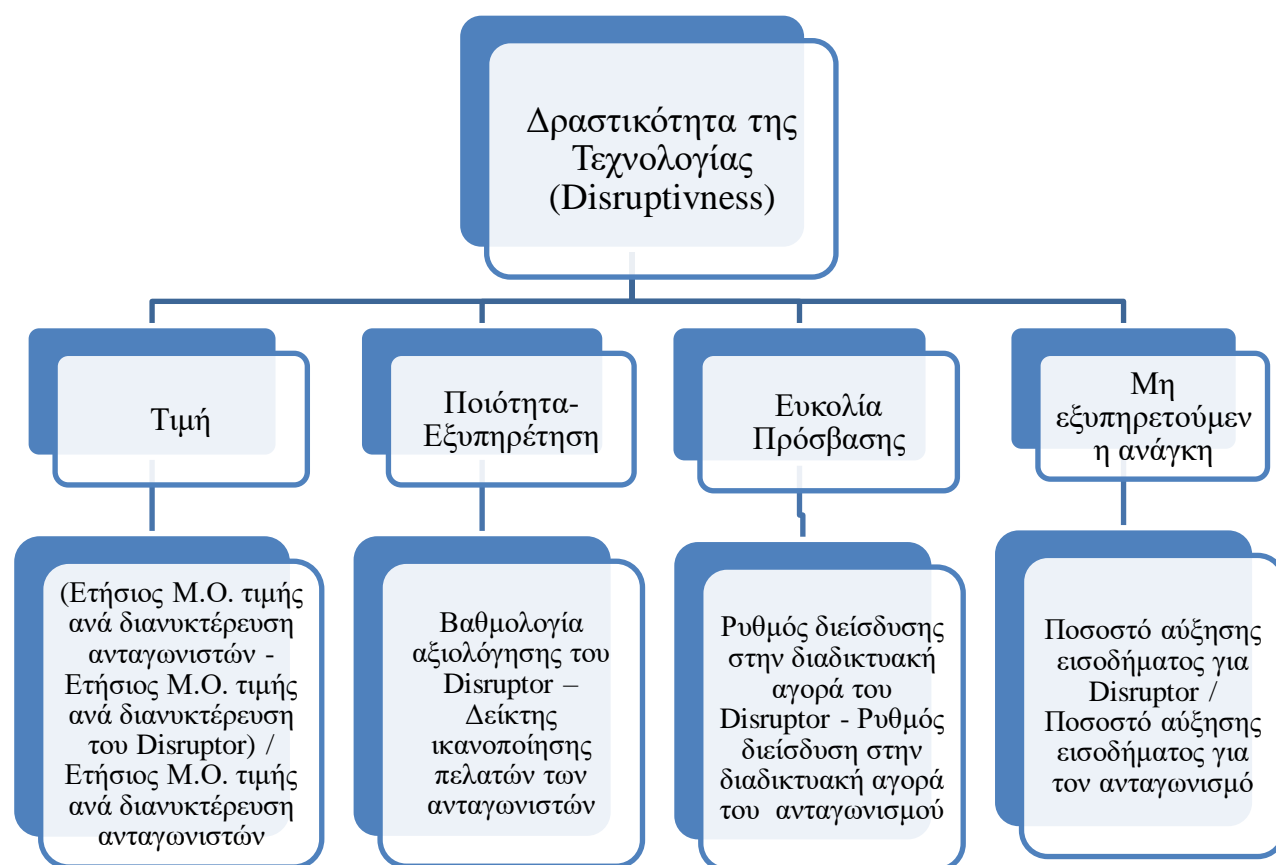 Δραστικότητα της
Τεχνολογίας
(Disruptivness)
Τιμή
Ποιότητα-
Εξυπηρέτηση
Ευκολία
Πρόσβασης
Μη
εξυπηρετούμεν
η ανάγκη
(Ετήσιος Μ.Ο. τιμής
ανά διανυκτέρευση
ανταγωνιστών -
Ετήσιος Μ.Ο. τιμής
ανά διανυκτέρευση
του Disruptor) /
Ετήσιος Μ.Ο. τιμής
ανά διανυκτέρευση
ανταγωνιστών
Βαθμολογία
αξιολόγησης του
Disruptor –
Δείκτης
ικανοποίησης
πελατών των
ανταγωνιστών
Ρυθμός διείσδυσης
στην διαδικτυακή
αγορά του
Disruptor - Ρυθμός
διείσδυση στην
διαδικτυακή αγορά
του ανταγωνισμού
Ποσοστό αύξησης
εισοδήματος για
Disruptor /
Ποσοστό αύξησης
εισοδήματος για
τον ανταγωνισμό